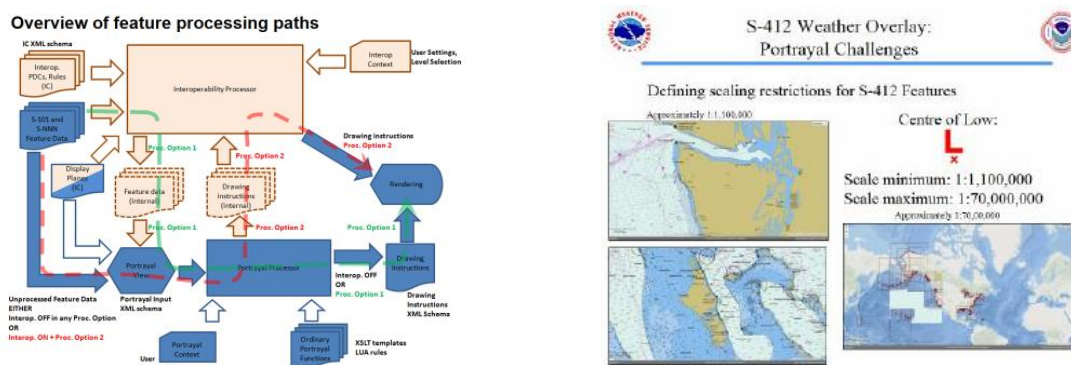 Overview of feature processing paths
IC XML schema
Interop.
PDCs, Rules
(IC)
Interoperability Processor
Interop
Context
User Settings,
Level Selection
S-101 and
S-NNN
Feature Data
Proc. Option 1
Proc. Option 2
Drawing instructions
Proc. Option 2
Display
Planes
(IC)
Feature data
(Internal)
Drawing
instructions
(Internal)
Rendering
Proc. Option 1
Proc. Option 2
Proc. Option 1
Portrayal
View
Portrayal Processor
Drawing
Instructions
Interop. OFF
OR
Proc. Option 1
Unprocessed Feature Data
EITHER
Interop. OFF in any Proc. Option
OR
Interop. ON + Proc. Option 2
Portrayal Input
XML schema
Drawing
Instructions
XML Schema
User
Portrayal
Context
Ordinary
Portrayal
Functions
XSLT templates
LUA rules
S-412 Weather Overlay:
Portrayal Challenges
Defining scaling restrictions for S-412 Features
Approximately 1:1,100,000
Centre of Low:
L
x
Scale minimum: 1:1,100,000
Scale maximum: 1:70,000,000
Approximately 1:70,00,000